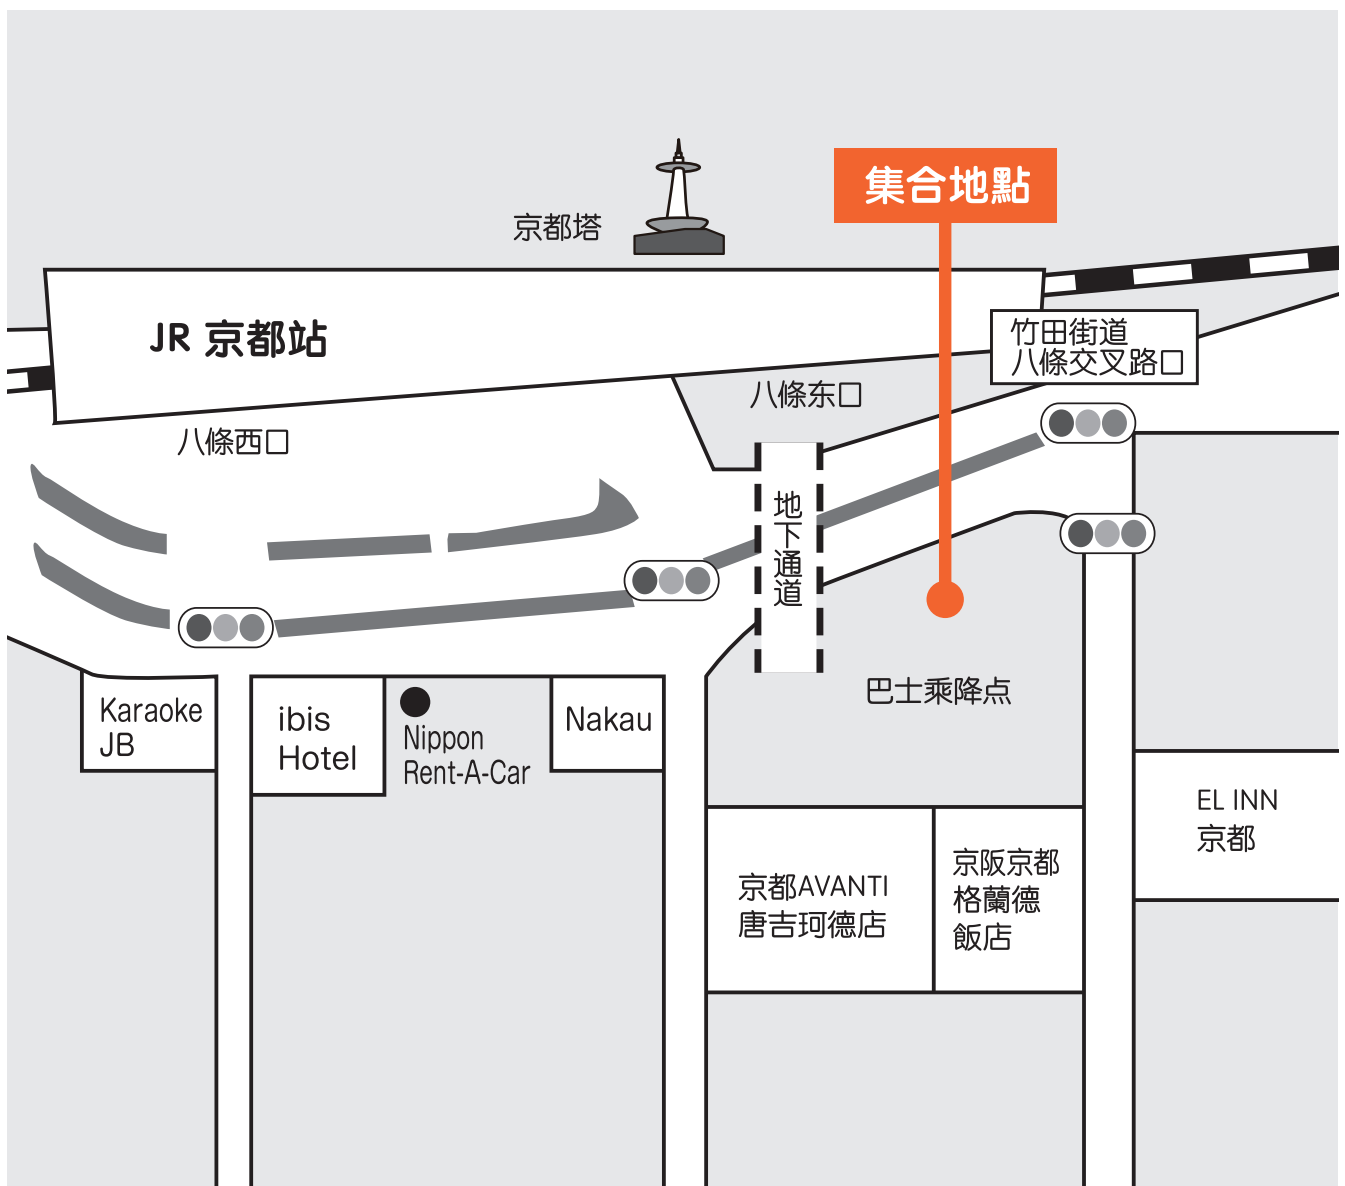 集合地點
京都塔
JR 京都站
竹田街道
八條交叉路口
八條东口
八條西口
地下通道
巴士乘降点
Karaoke
JB
ibis
Hotel
Nippon
Rent-A-Car
Nakau
EL INN
京都
京都AVANTI
唐吉珂德店
京阪京都
格蘭德
飯店